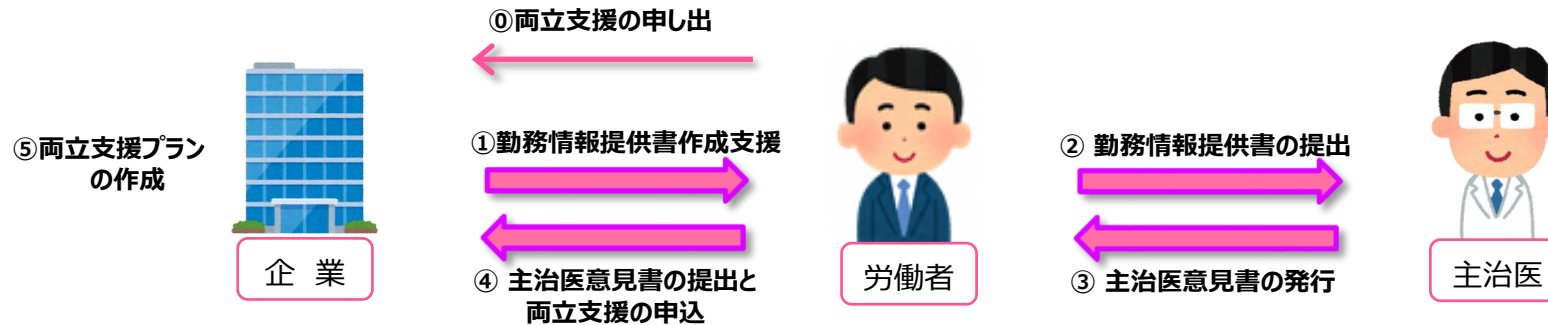 ⓪両立支援の申し出
⑤両立支援プラン
の作成
①勤務情報提供書作成支援
② 勤務情報提供書の提出
④ 主治医意見書の提出と
両立支援の申込
③ 主治医意見書の発行
企 業
労働者
主治医